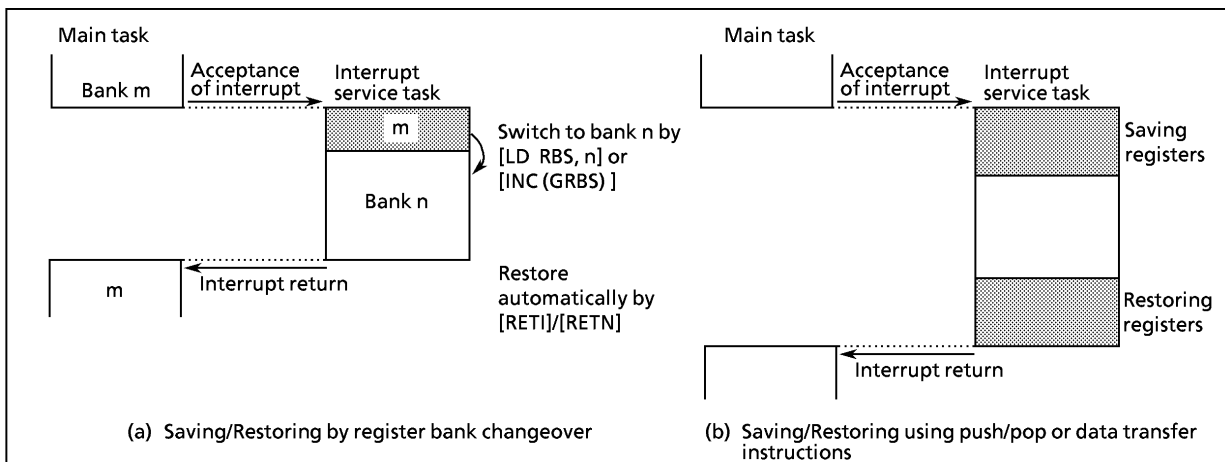 Main task
Bank m
Acceptance
of interrupt
Interrupt
service task
m
Switch to bank n by
[LD RBS, n] or
[INC (GRBS) ]
Bank n
Interrupt return
m
Restore
automatically by
[RETI]/[RETN]
(a) Saving/Restoring by register bank changeover
Main task
Acceptance
of interrupt
Interrupt
service task
Saving
registers
Restoring
registers
Interrupt return
(b) Saving/Restoring using push/pop or data transfer
instructions